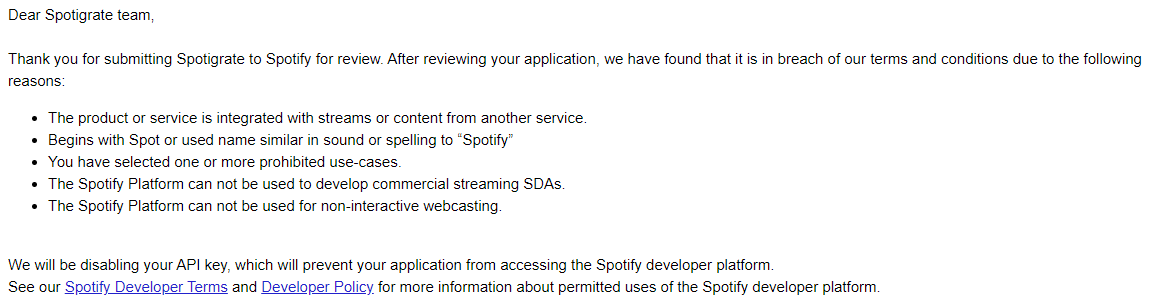 Dear Spotigrate team,
Thank you for submitting Spotigrate to Spotify for review. After reviewing your application, we have found that it is in breach of our terms and conditions due to the following
reasons:
• The product or service is integrated with streams or content from another service.
• Begins with Spot or used name similar in sound or spelling to “Spotify”
• You have selected one or more prohibited use-cases.
• The Spotify Platform can not be used to develop commercial streaming SDAs.
• The Spotify Platform can not be used for non-interactive webcasting.
We will be disabling your API key, which will prevent your application from accessing the Spotify developer platform.
See our Spotify Developer Terms and Developer Policy for more information about permitted uses of the Spotify developer platform.